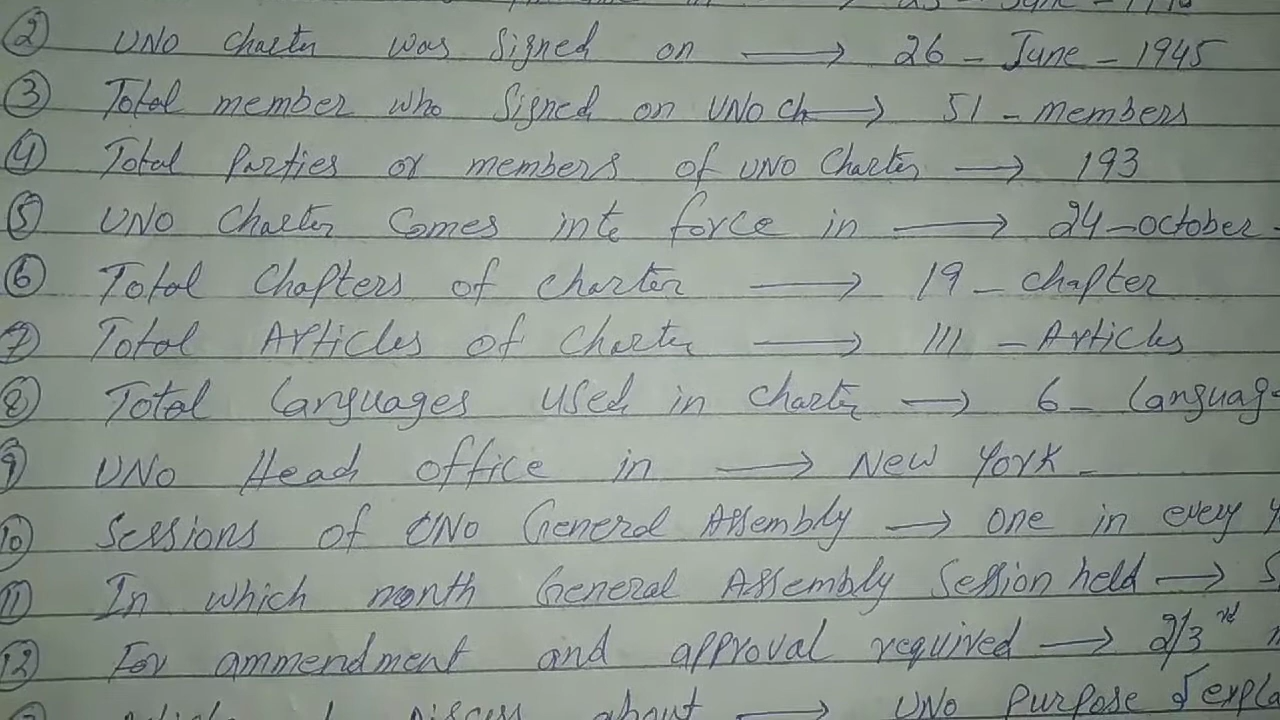 ② UNO Charter was Signed on → 26 - June - 1945
③ Total member who Signed on UNO Ch → 51 - members
④ Total Parties or members of UNO Charter → 193
⑤ UNO Charter Comes into force in → 24 - October -
⑥ Total Chapters of charter → 19 - chapter
⑦ Total Articles of Charter → 111 - Articles
⑧ Total Languages used in charter → 6 - Languag
⑨ UNO Head office in → New York -
⑩ Sessions of UNO General Assembly → one in every y
⑪ In which month General Assembly Session held → S
⑫ For ammendment and approval required → 2/3rd
discuss about → UNO Purpose & expla